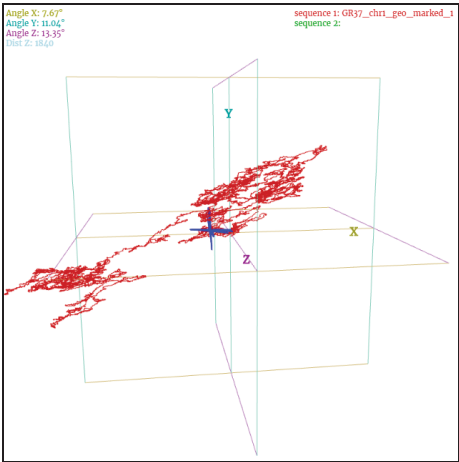 Angle X: 7.67°
Angle Y: 11.04°
Angle Z: 13.35°
Dist Z: 1840
sequence 1: GR37_chr1_geo_marked_1
sequence 2:
Y
X
Z